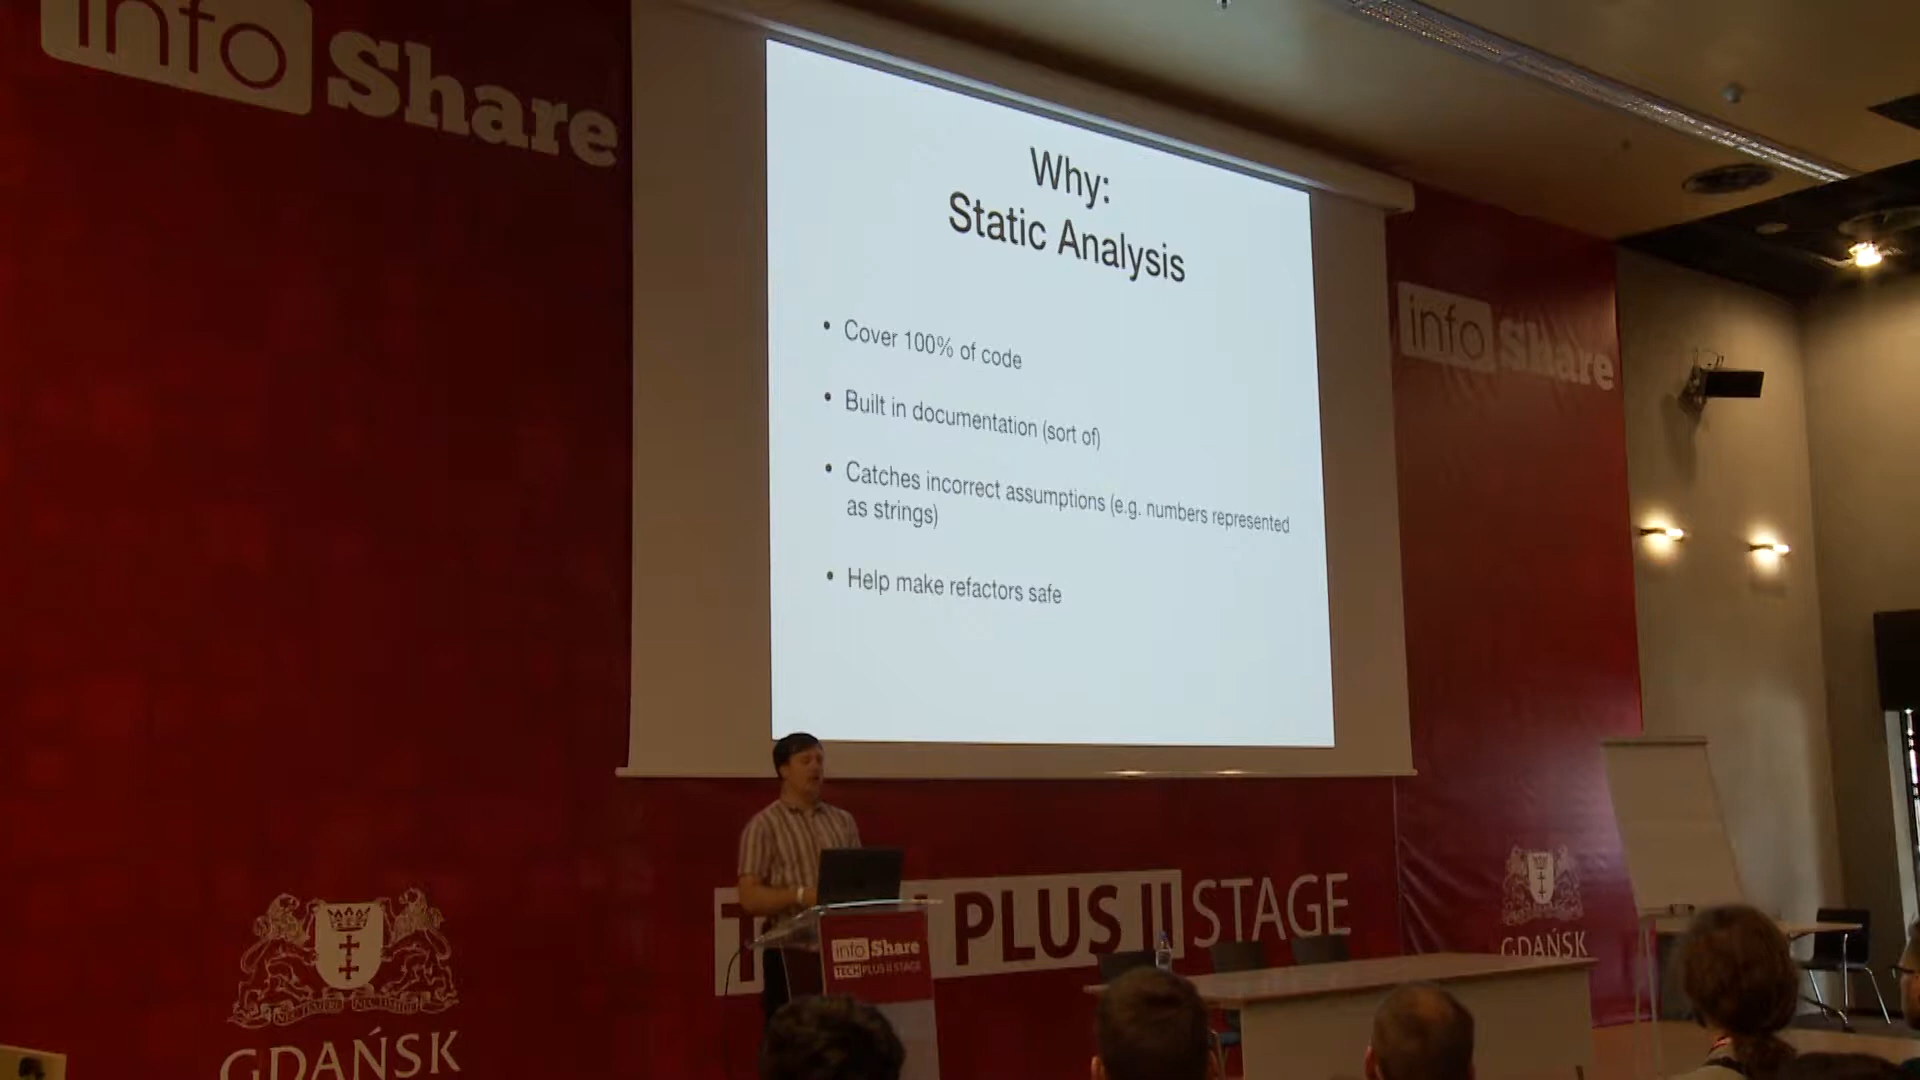 info Share
Why:
Static Analysis
• Cover 100% of code
• Built in documentation (sort of)
• Catches incorrect assumptions (e.g. numbers represented
as strings)
• Help make refactors safe
info Share
PLUS II STAGE
info Share
TECH PLUS II STAGE
GDAŃSK
GDAŃSK